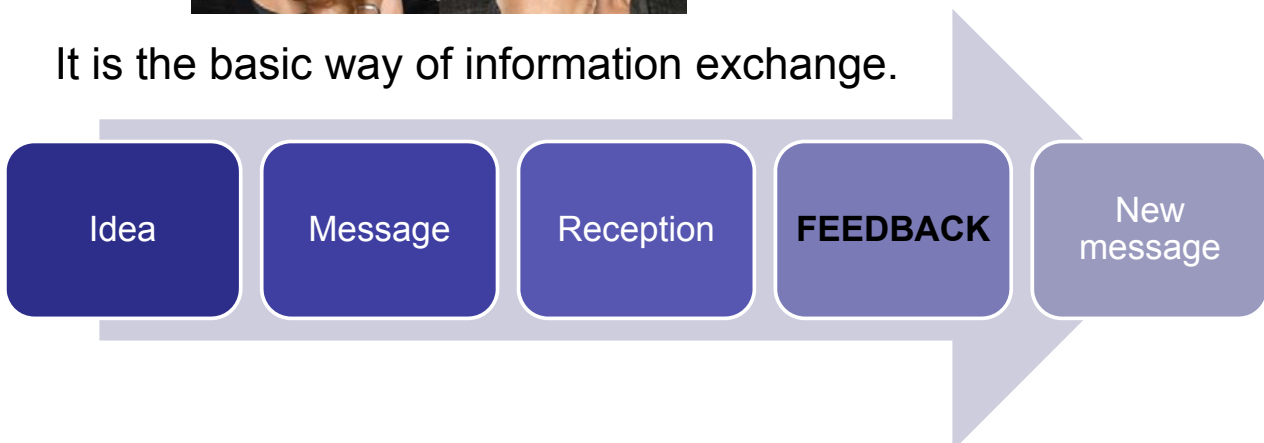 It is the basic way of information exchange.
Idea
Message
Reception
FEEDBACK
New
message